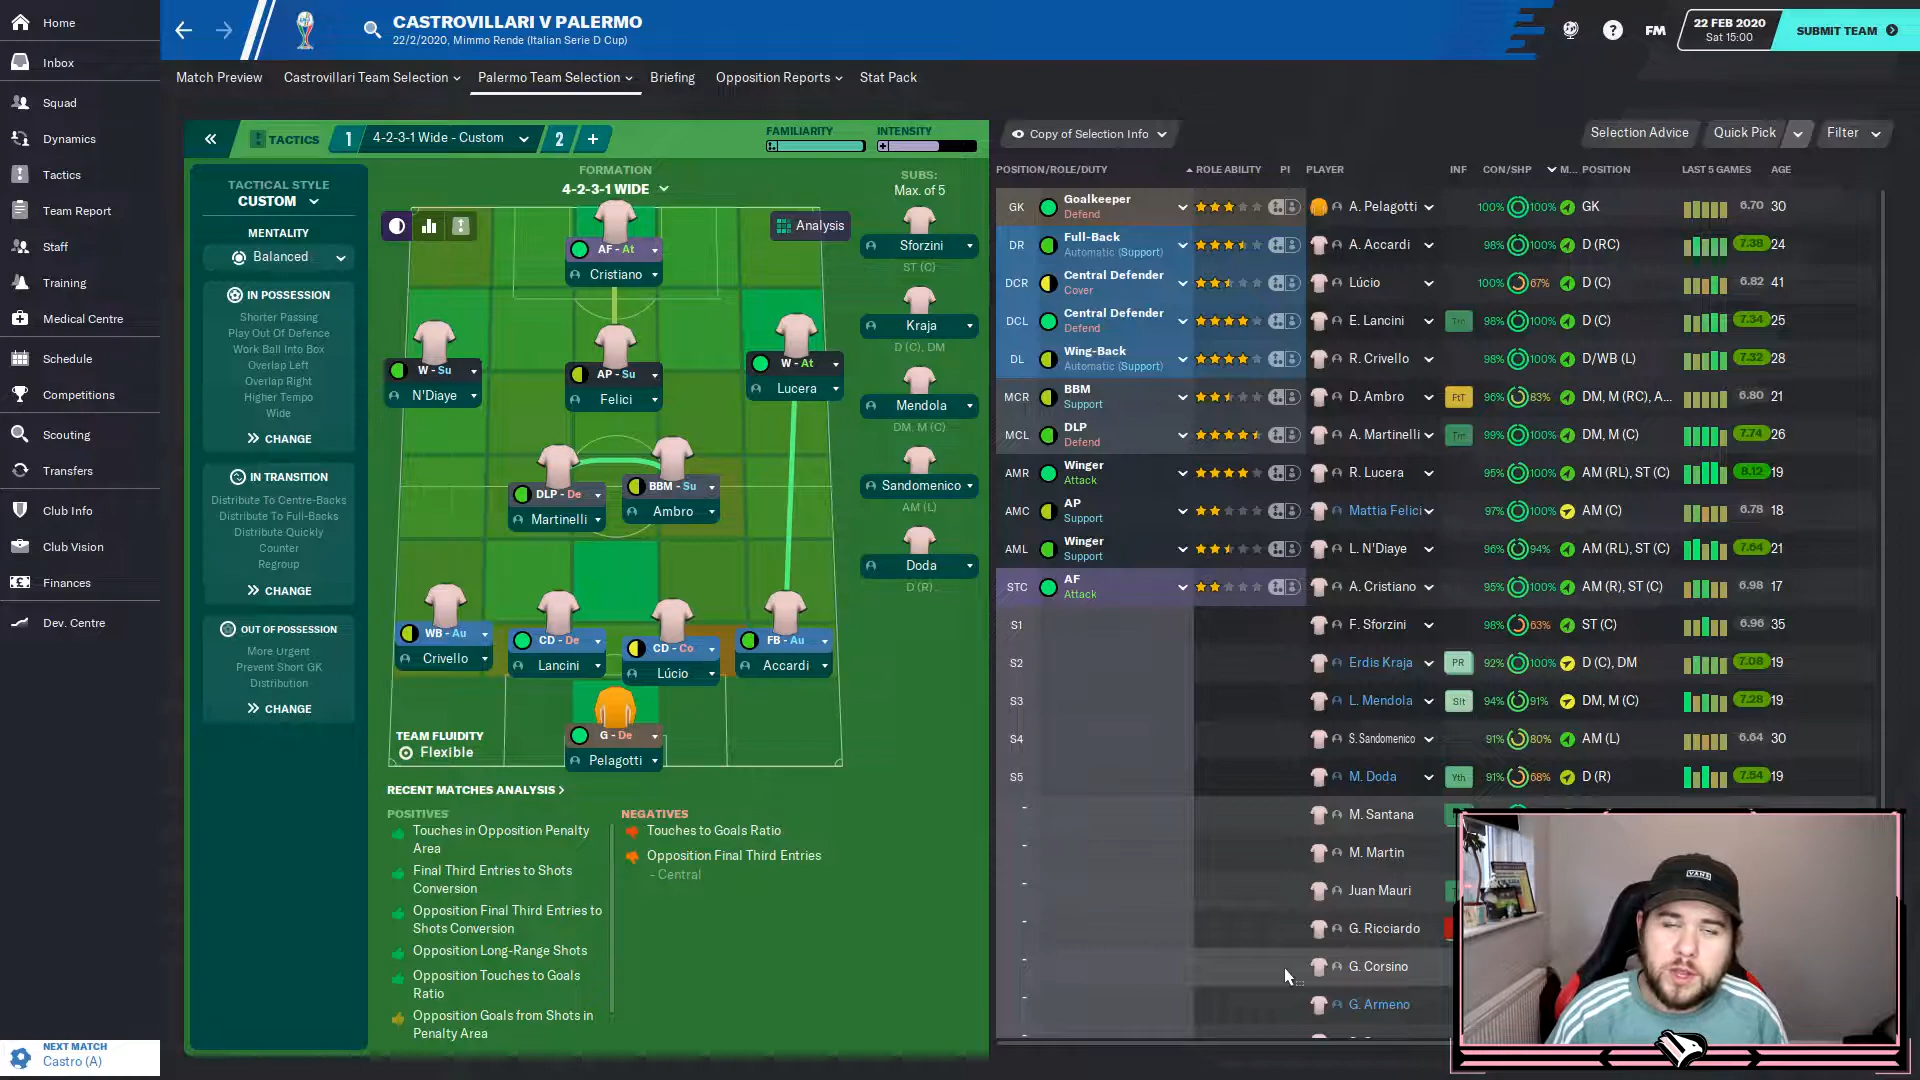 Home
Inbox
Squad
Dynamics
Tactics
Team Report
Staff
Training
Medical Centre
Schedule
Competitions
Scouting
Transfers
Club Info
Club Vision
Finances
Dev. Centre
NEXT MATCH
Castro (A)
CASTROVILLARI V PALERMO
22/2/2020, Mimmo Rende (Italian Serie D Cup)
FM
22 FEB 2020
Sat 15:00
SUBMIT TEAM
Match Preview
Castrovillari Team Selection
Palermo Team Selection
Briefing
Opposition Reports
Stat Pack
TACTICS
1
4-2-3-1 Wide - Custom
2
+
FAMILIARITY
INTENSITY
TACTICAL STYLE
CUSTOM
MENTALITY
Balanced
IN POSSESSION
Shorter Passing
Play Out Of Defence
Work Ball Into Box
Overlap Left
Overlap Right
Higher Tempo
Wide
CHANGE
IN TRANSITION
Distribute To Centre-Backs
Distribute To Full-Backs
Distribute Quickly
Counter
Regroup
CHANGE
OUT OF POSSESSION
More Urgent
Prevent Short GK
Distribution
CHANGE
FORMATION
4-2-3-1 WIDE
Analysis
AF - At
Cristiano
W - Su
N'Diaye
AP - Su
Felici
W - At
Lucera
DLP - De
Martinelli
BBM - Su
Ambro
WB - Au
Crivello
CD - De
Lancini
CD - Co
Lúcio
FB - Au
Accardi
G - De
Pelagotti
TEAM FLUIDITY
Flexible
SUBS:
Max. of 5
Sforzini
ST (C)
Kraja
D (C), DM
Mendola
DM, M (C)
Sandomenico
AM (L)
Doda
D (R)
RECENT MATCHES ANALYSIS
POSITIVES
Touches in Opposition Penalty
Area
Final Third Entries to Shots
Conversion
Opposition Final Third Entries to
Shots Conversion
Opposition Long-Range Shots
Opposition Touches to Goals
Ratio
Opposition Goals from Shots in
Penalty Area
NEGATIVES
Touches to Goals Ratio
Opposition Final Third Entries
- Central
Copy of Selection Info
Selection Advice
Quick Pick
Filter
POSITION/ROLE/DUTY ROLE ABILITY PI PLAYER INF CON/SHP M... POSITION LAST 5 GAMES AGE
GK Goalkeeper Defend A. Pelagotti 100% 100% GK 6.70 30
DR Full-Back Automatic (Support) A. Accardi 98% 100% D (RC) 7.38 24
DCR Central Defender Cover Lúcio 100% 67% D (C) 6.82 41
DCL Central Defender Defend E. Lancini Trn 98% 100% D (C) 7.34 25
DL Wing-Back Automatic (Support) R. Crivello 98% 100% D/WB (L) 7.32 28
MCR BBM Support D. Ambro FtT 96% 83% DM, M (RC), A... 6.80 21
MCL DLP Defend A. Martinelli Trn 99% 100% DM, M (C) 7.74 26
AMR Winger Attack R. Lucera 95% 100% AM (RL), ST (C) 8.12 19
AMC AP Support Mattia Felici 97% 100% AM (C) 6.78 18
AML Winger Support L. N'Diaye 96% 94% AM (RL), ST (C) 7.64 21
STC AF Attack A. Cristiano 95% 100% AM (R), ST (C) 6.98 17
S1 F. Sforzini 98% 63% ST (C) 6.96 35
S2 Erdis Kraja PR 92% 100% D (C), DM 7.08 19
S3 L. Mendola Slt 94% 91% DM, M (C) 7.28 19
S4 S. Sandomenico 91% 80% AM (L) 6.64 30
S5 M. Doda Yth 91% 68% D (R) 7.54 19
- M. Santana
- M. Martin
- Juan Mauri
- G. Ricciardo
- G. Corsino
- G. Armeno
VANS